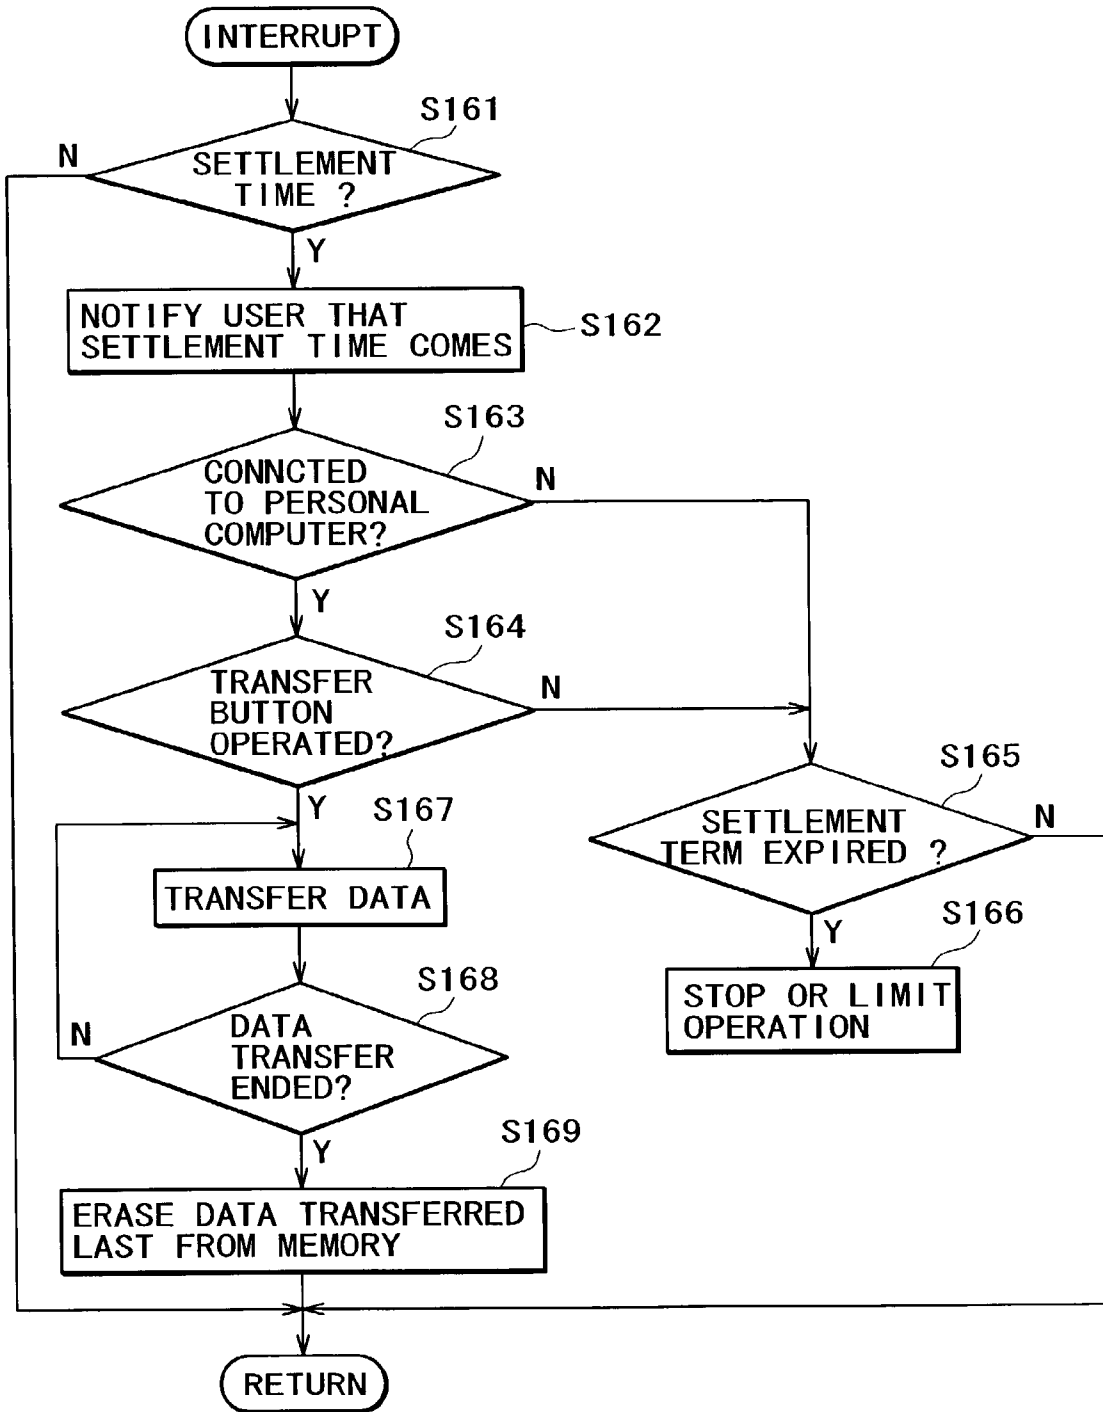 INTERRUPT
S161
N
SETTLEMENT
TIME ?
Y
NOTIFY USER THAT
SETTLEMENT TIME COMES
S162
S163
CONNCTED
TO PERSONAL
COMPUTER?
N
Y
S164
TRANSFER
BUTTON
OPERATED?
N
Y
S167
S165
SETTLEMENT
TERM EXPIRED ?
N
TRANSFER DATA
Y
S166
STOP OR LIMIT
OPERATION
S168
N
DATA
TRANSFER
ENDED?
Y
S169
ERASE DATA TRANSFERRED
LAST FROM MEMORY
RETURN